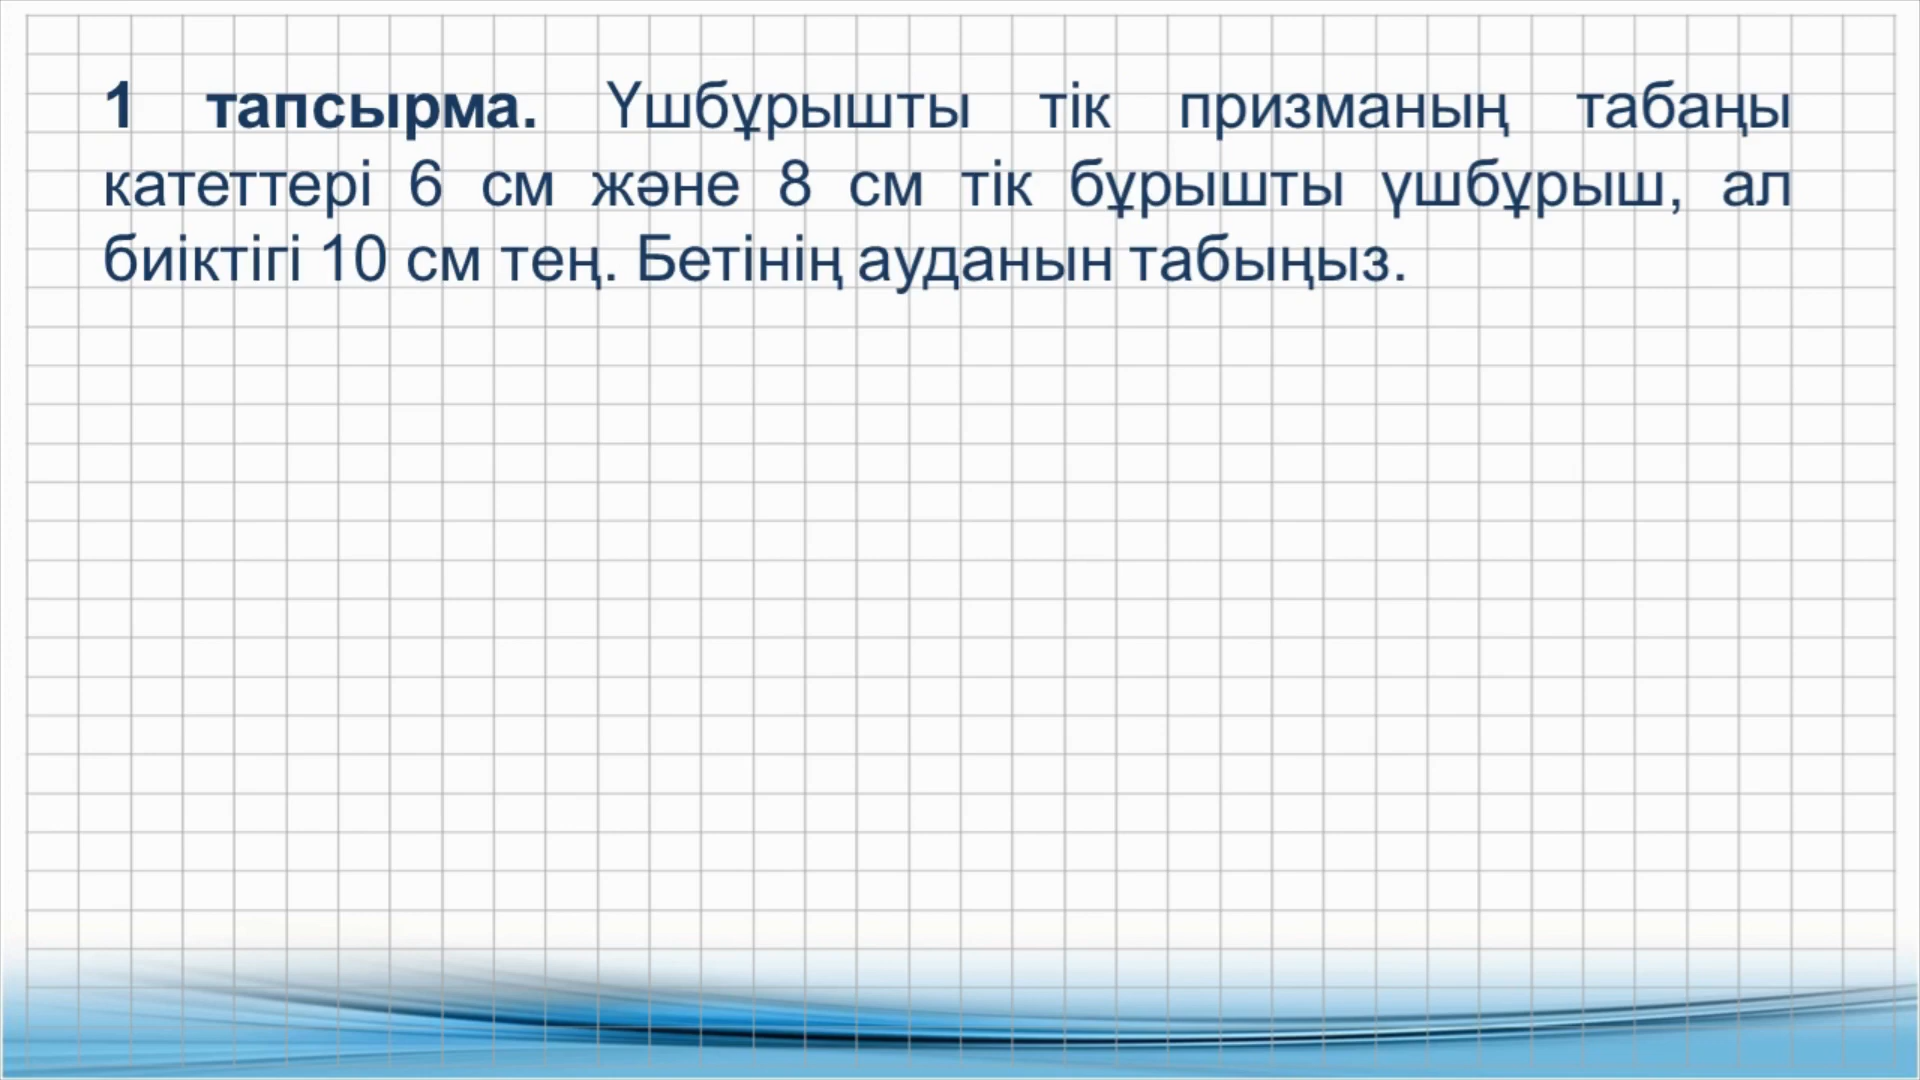 1 тапсырма. Үшбұрышты тік призманың табаңы
катеттері 6 см және 8 см тік бұрышты үшбұрыш, ал
биіктігі 10 см тең. Бетінің ауданын табыңыз.